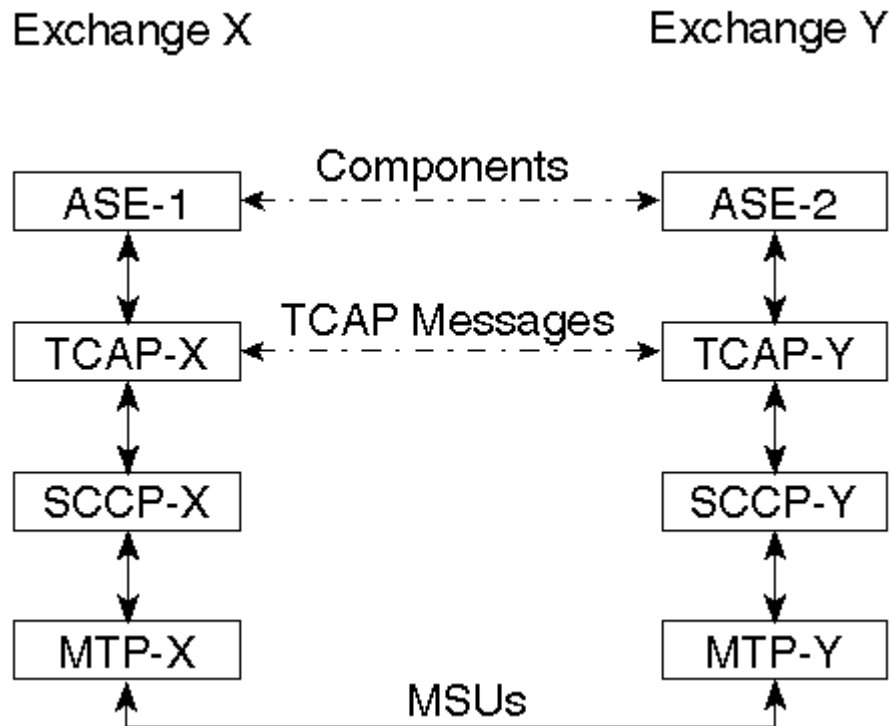 Exchange X
Exchange Y
Components
ASE-1
ASE-2
TCAP Messages
TCAP-X
TCAP-Y
SCCP-X
SCCP-Y
MTP-X
MTP-Y
MSUs